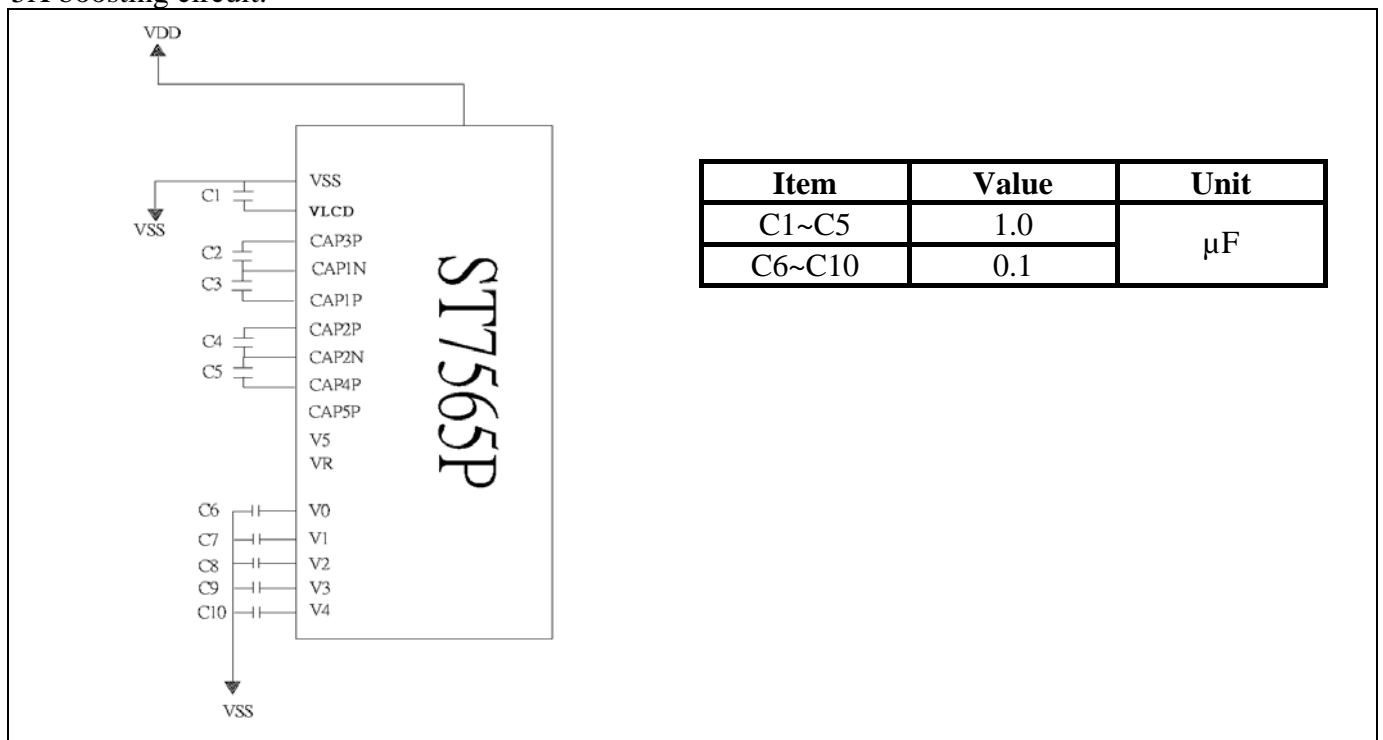 VDD
VSS
C1
VLCD
VSS
CAP3P
C2
CAP1N
C3
CAP1P
CAP2P
C4
CAP2N
C5
CAP4P
CAP5P
V5
VR
C6 V0
C7 V1
C8 V2
C9 V3
C10 V4
VSS
ST7565P
Item Value Unit
C1~C5 1.0 µF
C6~C10 0.1